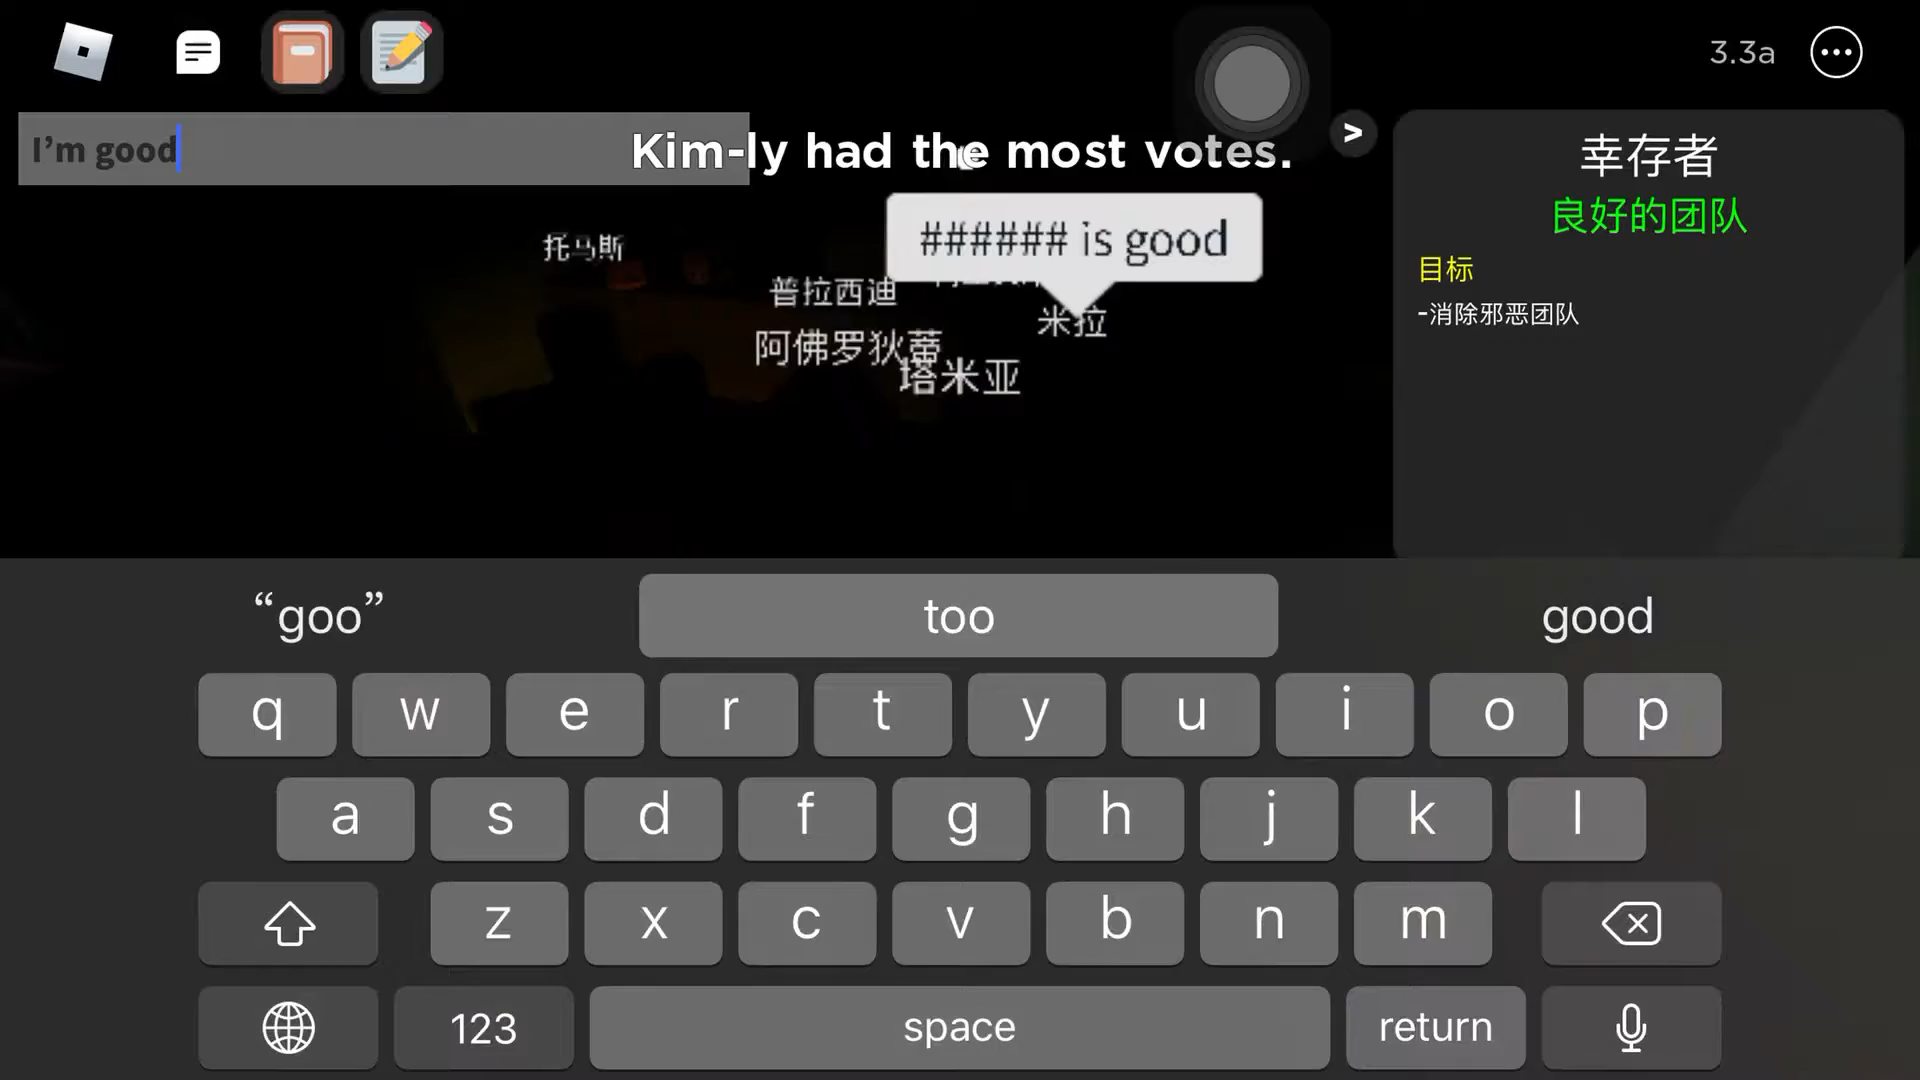 3.3a
I’m good
Kim-ly had the most votes.
>
###### is good
托马斯
普拉西迪
米拉
阿佛罗狄蒂
塔米亚
幸存者
良好的团队
目标
-消除邪恶团队
“goo”
too
good
q w e r t y u i o p
a s d f g h j k l
z x c v b n m
123
space
return